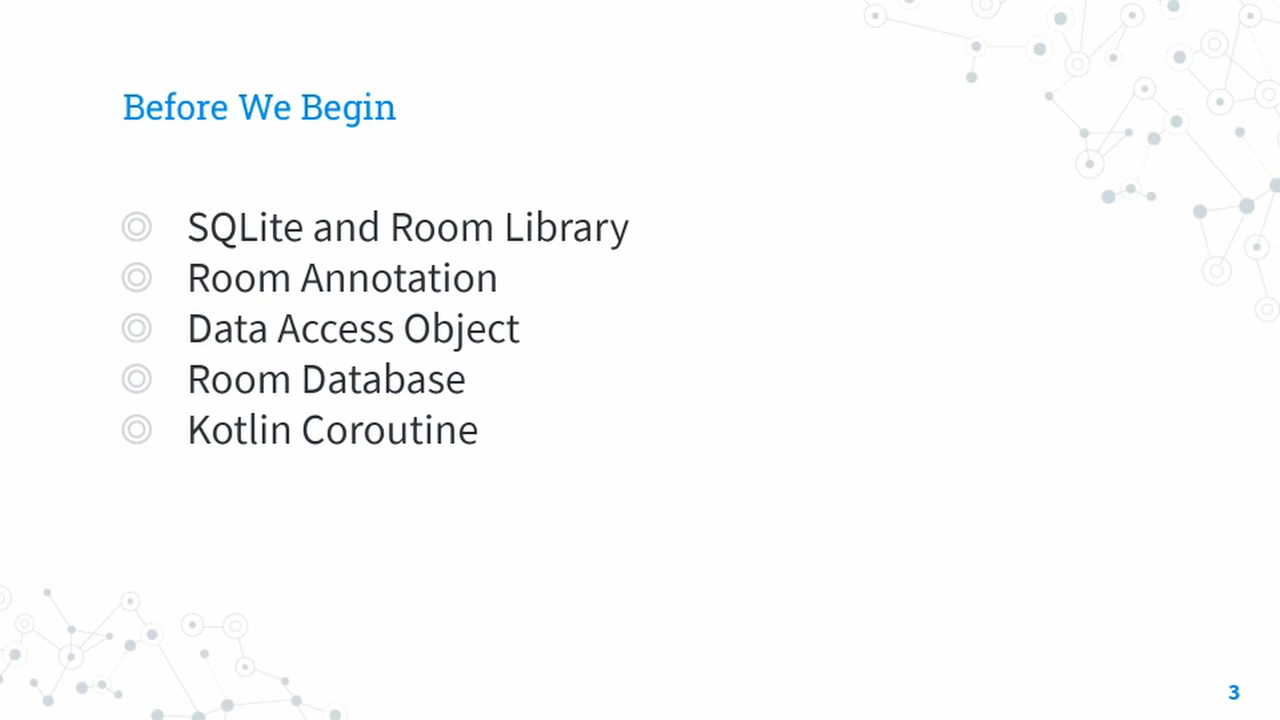 Before We Begin
SQLite and Room Library
Room Annotation
Data Access Object
Room Database
Kotlin Coroutine
3